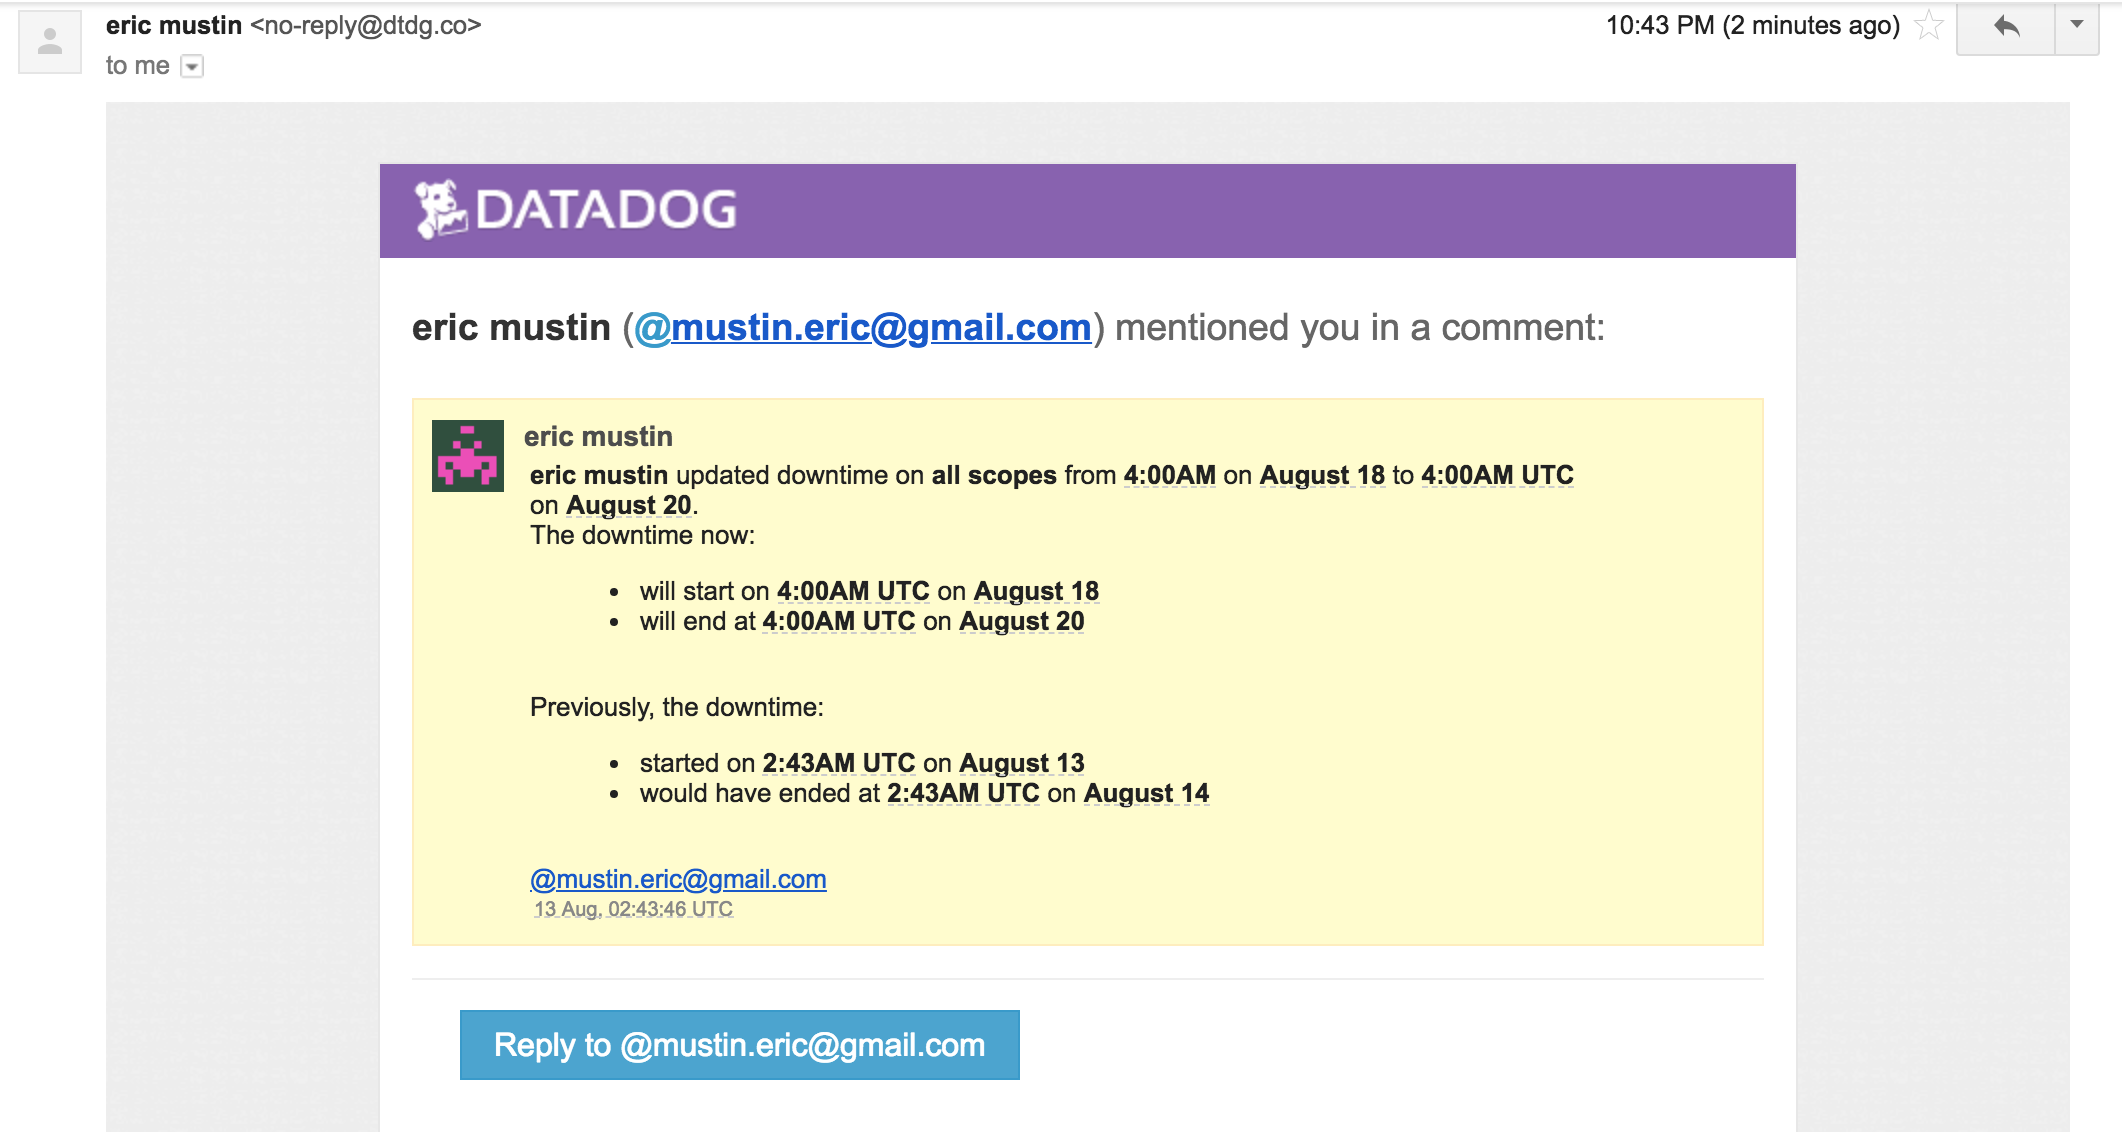 eric mustin <no-reply@dtdg.co>
10:43 PM (2 minutes ago)
to me
DATADOG
eric mustin (@mustin.eric@gmail.com) mentioned you in a comment:
eric mustin
eric mustin updated downtime on all scopes from 4:00AM on August 18 to 4:00AM UTC
on August 20.
The downtime now:
• will start on 4:00AM UTC on August 18
• will end at 4:00AM UTC on August 20
Previously, the downtime:
• started on 2:43AM UTC on August 13
• would have ended at 2:43AM UTC on August 14
@mustin.eric@gmail.com
13 Aug, 02:43:46 UTC
Reply to @mustin.eric@gmail.com